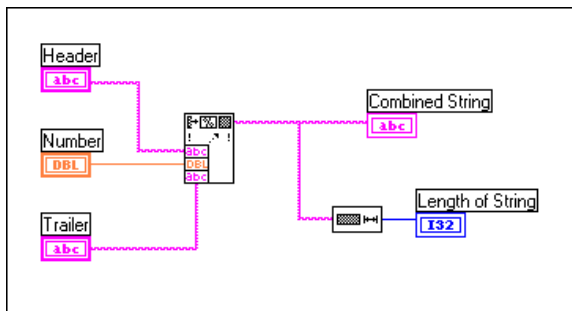 Header
abc
Combined String
abc
Number
DBL
% 
! !
abc
DBL
abc
Length of String
I32
Trailer
abc